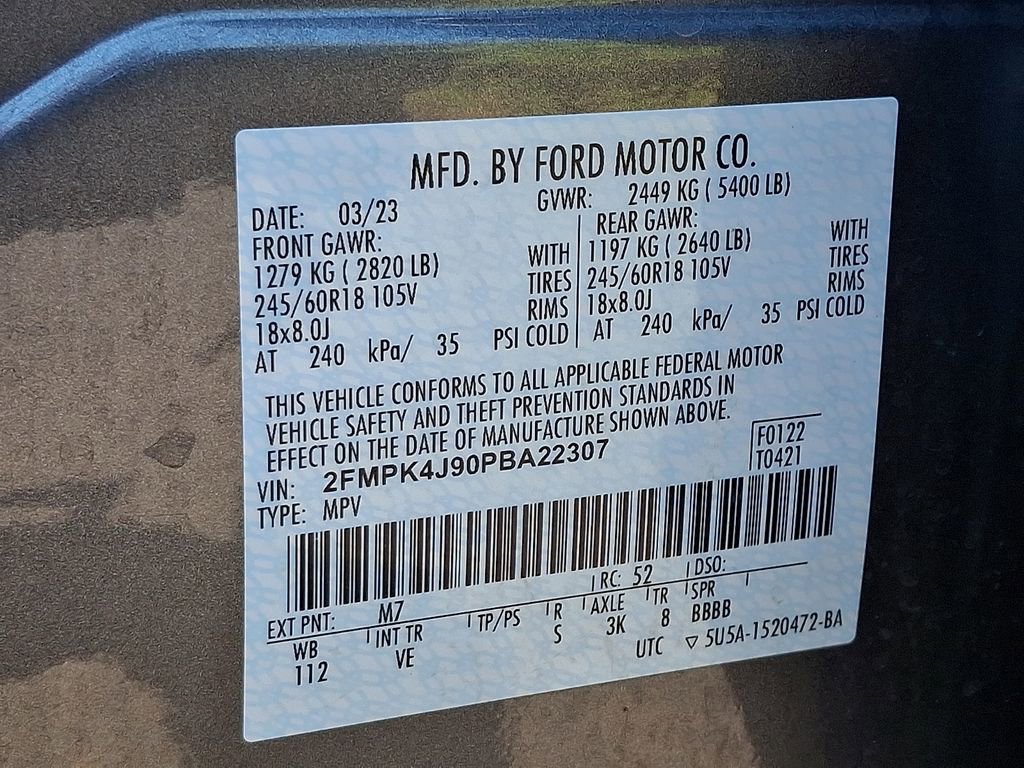 MFD. BY FORD MOTOR CO.
DATE: 03/23 GVWR: 2449 KG ( 5400 LB)
FRONT GAWR: REAR GAWR:
1279 KG ( 2820 LB) WITH 1197 KG ( 2640 LB) WITH
245/60R18 105V TIRES 245/60R18 105V TIRES
18x8.0J RIMS 18x8.0J RIMS
AT 240 kPa/ 35 PSI COLD AT 240 kPa/ 35 PSI COLD
THIS VEHICLE CONFORMS TO ALL APPLICABLE FEDERAL MOTOR
VEHICLE SAFETY AND THEFT PREVENTION STANDARDS IN
EFFECT ON THE DATE OF MANUFACTURE SHOWN ABOVE.
VIN: 2FMPK4J90PBA22307 F0122
TYPE: MPV T0421
EXT PNT: M7 RC: 52 DSO:
WB INT TR TP/PS R AXLE TR SPR
112 VE S 3K 8 BBBB
UTC ▽ 5U5A-1520472-BA